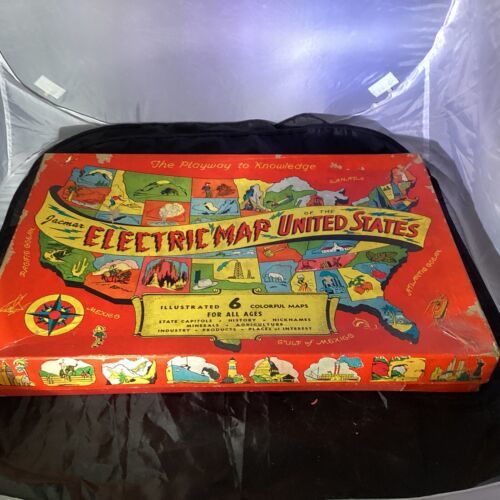 The Playway to Knowledge
CANADA
Jacmar ELECTRIC MAP OF THE UNITED STATES
PACIFIC OCEAN
ATLANTIC OCEAN
ILLUSTRATED 6 COLORFUL MAPS
FOR ALL AGES
STATE CAPITOLS • HISTORY • NICKNAMES
MINERALS • AGRICULTURE
INDUSTRY • PRODUCTS • PLACES OF INTEREST
MEXICO
GULF of MEXICO